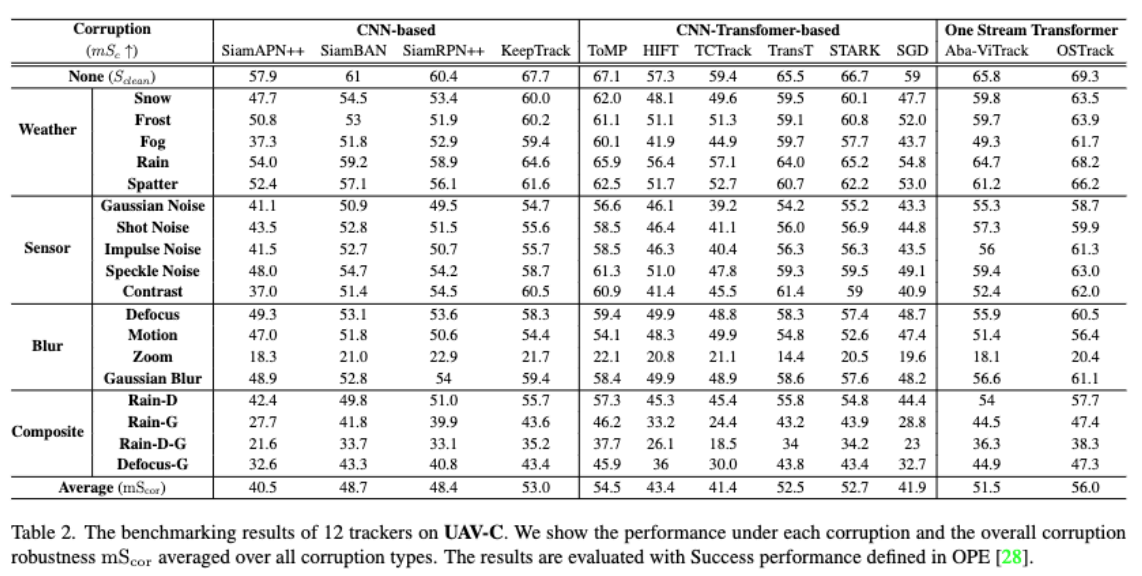 Corruption CNN-based CNN-Transfomer-based One Stream Transformer
(mS_c ↑) SiamAPN++ SiamBAN SiamRPN++ KeepTrack ToMP HIFT TCTrack TransT STARK SGD Aba-ViTrack OSTrack
None (S_clean) 57.9 61 60.4 67.7 67.1 57.3 59.4 65.5 66.7 59 65.8 69.3
Weather Snow 47.7 54.5 53.4 60.0 62.0 48.1 49.6 59.5 60.1 47.7 59.8 63.5
Frost 50.8 53 51.9 60.2 61.1 51.1 51.3 59.1 60.8 52.0 59.7 63.9
Fog 37.3 51.8 52.9 59.4 60.1 41.9 44.9 59.7 57.7 43.7 49.3 61.7
Rain 54.0 59.2 58.9 64.6 65.9 56.4 57.1 64.0 65.2 54.8 64.7 68.2
Spatter 52.4 57.1 56.1 61.6 62.5 51.7 52.7 60.7 62.2 53.0 61.2 66.2
Sensor Gaussian Noise 41.1 50.9 49.5 54.7 56.6 46.1 39.2 54.2 55.2 43.3 55.3 58.7
Shot Noise 43.5 52.8 51.5 55.6 58.5 46.4 41.1 56.0 56.9 44.8 57.3 59.9
Impulse Noise 41.5 52.7 50.7 55.7 58.5 46.3 40.4 56.3 56.3 43.5 56 61.3
Speckle Noise 48.0 54.7 54.2 58.7 61.3 51.0 47.8 59.3 59.5 49.1 59.4 63.0
Contrast 37.0 51.4 54.5 60.5 60.9 41.4 45.5 61.4 59 40.9 52.4 62.0
Blur Defocus 49.3 53.1 53.6 58.3 59.4 49.9 48.8 58.3 57.4 48.7 55.9 60.5
Motion 47.0 51.8 50.6 54.4 54.1 48.3 49.9 54.8 52.6 47.4 51.4 56.4
Zoom 18.3 21.0 22.9 21.7 22.1 20.8 21.1 14.4 20.5 19.6 18.1 20.4
Gaussian Blur 48.9 52.8 54 59.4 58.4 49.9 48.9 58.6 57.6 48.2 56.6 61.1
Composite Rain-D 42.4 49.8 51.0 55.7 57.3 45.3 45.4 55.8 54.8 44.4 54 57.7
Rain-G 27.7 41.8 39.9 43.6 46.2 33.2 24.4 43.2 43.9 28.8 44.5 47.4
Rain-D-G 21.6 33.7 33.1 35.2 37.7 26.1 18.5 34 34.2 23 36.3 38.3
Defocus-G 32.6 43.3 40.8 43.4 45.9 36 30.0 43.8 43.4 32.7 44.9 47.3
Average (mS_cor) 40.5 48.7 48.4 53.0 54.5 43.4 41.4 52.5 52.7 41.9 51.5 56.0
Table 2. The benchmarking results of 12 trackers on UAV-C. We show the performance under each corruption and the overall corruption
robustness mS_cor averaged over all corruption types. The results are evaluated with Success performance defined in OPE [28].